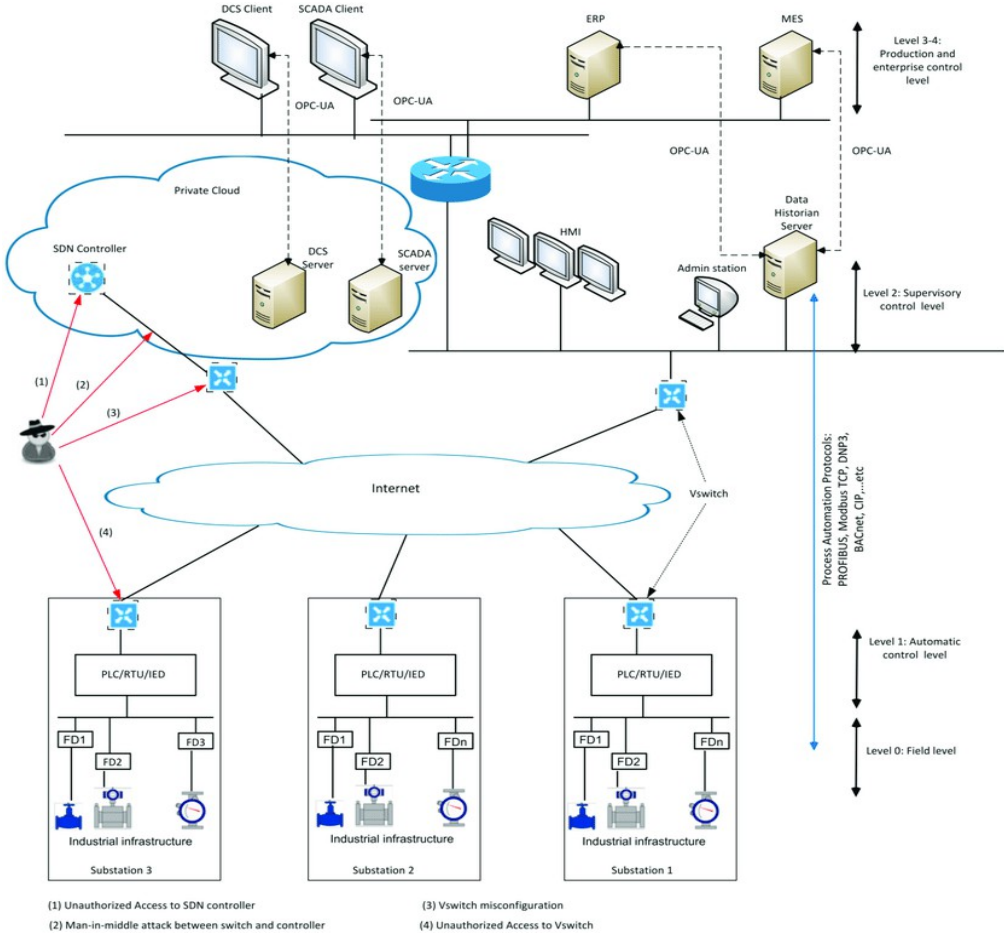 DCS Client
SCADA Client
ERP
MES
Level 3-4:
Production and
enterprise control
level
OPC-UA
OPC-UA
OPC-UA
OPC-UA
Private Cloud
SDN Controller
DCS
Server
SCADA
server
HMI
Data
Historian
Server
Admin station
Level 2: Supervisory
control level
(1)
(2)
(3)
(4)
Internet
Vswitch
Process Automation Protocols:
PROFIBUS, Modbus TCP, DNP3,
BACnet, CIP,...etc
PLC/RTU/IED
PLC/RTU/IED
PLC/RTU/IED
Level 1: Automatic
control level
FD1
FD2
FD3
FD1
FD2
FDn
FD1
FD2
FDn
Level 0: Field level
Industrial infrastructure
Industrial infrastructure
Industrial infrastructure
Substation 3
Substation 2
Substation 1
(1) Unauthorized Access to SDN controller
(3) Vswitch misconfiguration
(2) Man-in-middle attack between switch and controller
(4) Unauthorized Access to Vswitch